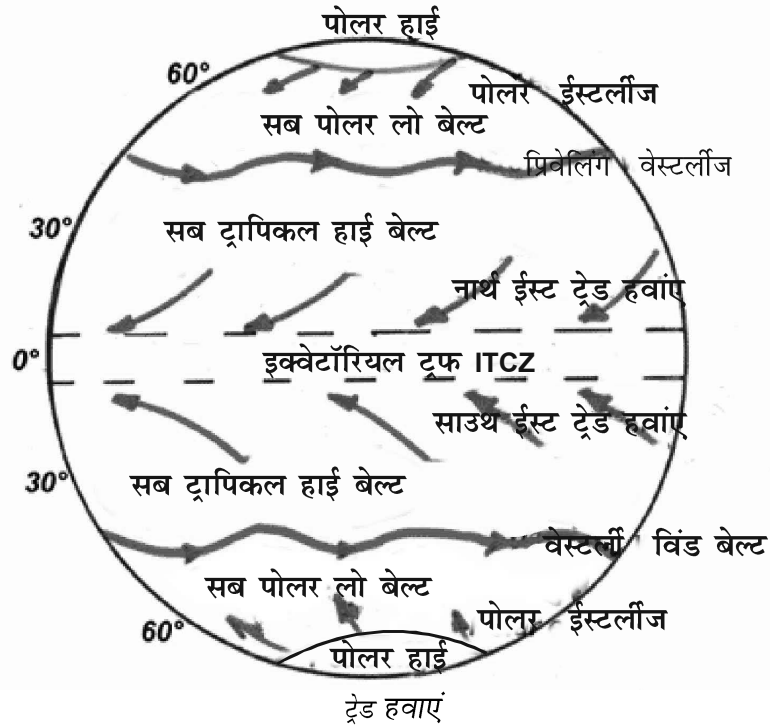 पोलर हाई
60°
पोलर ईस्टर्लीज
सब पोलर लो बेल्ट
प्रिवेलिंग वेस्टर्लीज
30°
सब ट्रापिकल हाई बेल्ट
नार्थ ईस्ट ट्रेड हवांए
0°
इक्वेटॉरियल ट्रफ ITCZ
साउथ ईस्ट ट्रेड हवांए
30°
सब ट्रापिकल हाई बेल्ट
वेस्टर्ली विंड बेल्ट
सब पोलर लो बेल्ट
60°
पोलर ईस्टर्लीज
पोलर हाई
ट्रेड हवाएं